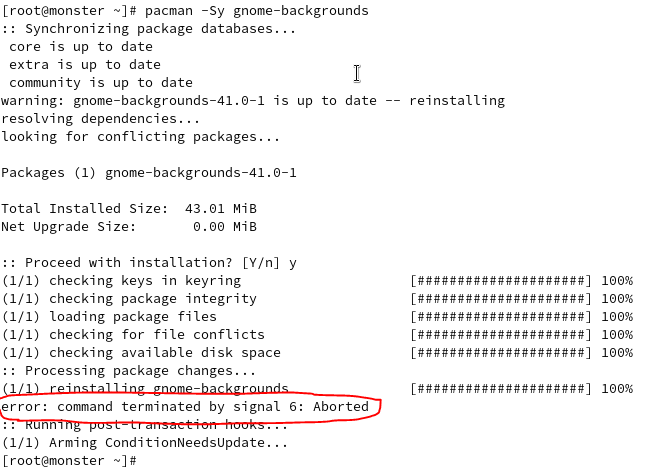 [root@monster ~]# pacman -Sy gnome-backgrounds
:: Synchronizing package databases...
 core is up to date
 extra is up to date
 community is up to date
warning: gnome-backgrounds-41.0-1 is up to date -- reinstalling
resolving dependencies...
looking for conflicting packages...

Packages (1) gnome-backgrounds-41.0-1

Total Installed Size:  43.01 MiB
Net Upgrade Size:       0.00 MiB

:: Proceed with installation? [Y/n] y
(1/1) checking keys in keyring                     [#####################] 100%
(1/1) checking package integrity                   [#####################] 100%
(1/1) loading package files                        [#####################] 100%
(1/1) checking for file conflicts                  [#####################] 100%
(1/1) checking available disk space                [#####################] 100%
:: Processing package changes...
(1/1) reinstalling gnome-backgrounds               [#####################] 100%
error: command terminated by signal 6: Aborted
:: Running post-transaction hooks...
(1/1) Arming ConditionNeedsUpdate...
[root@monster ~]#